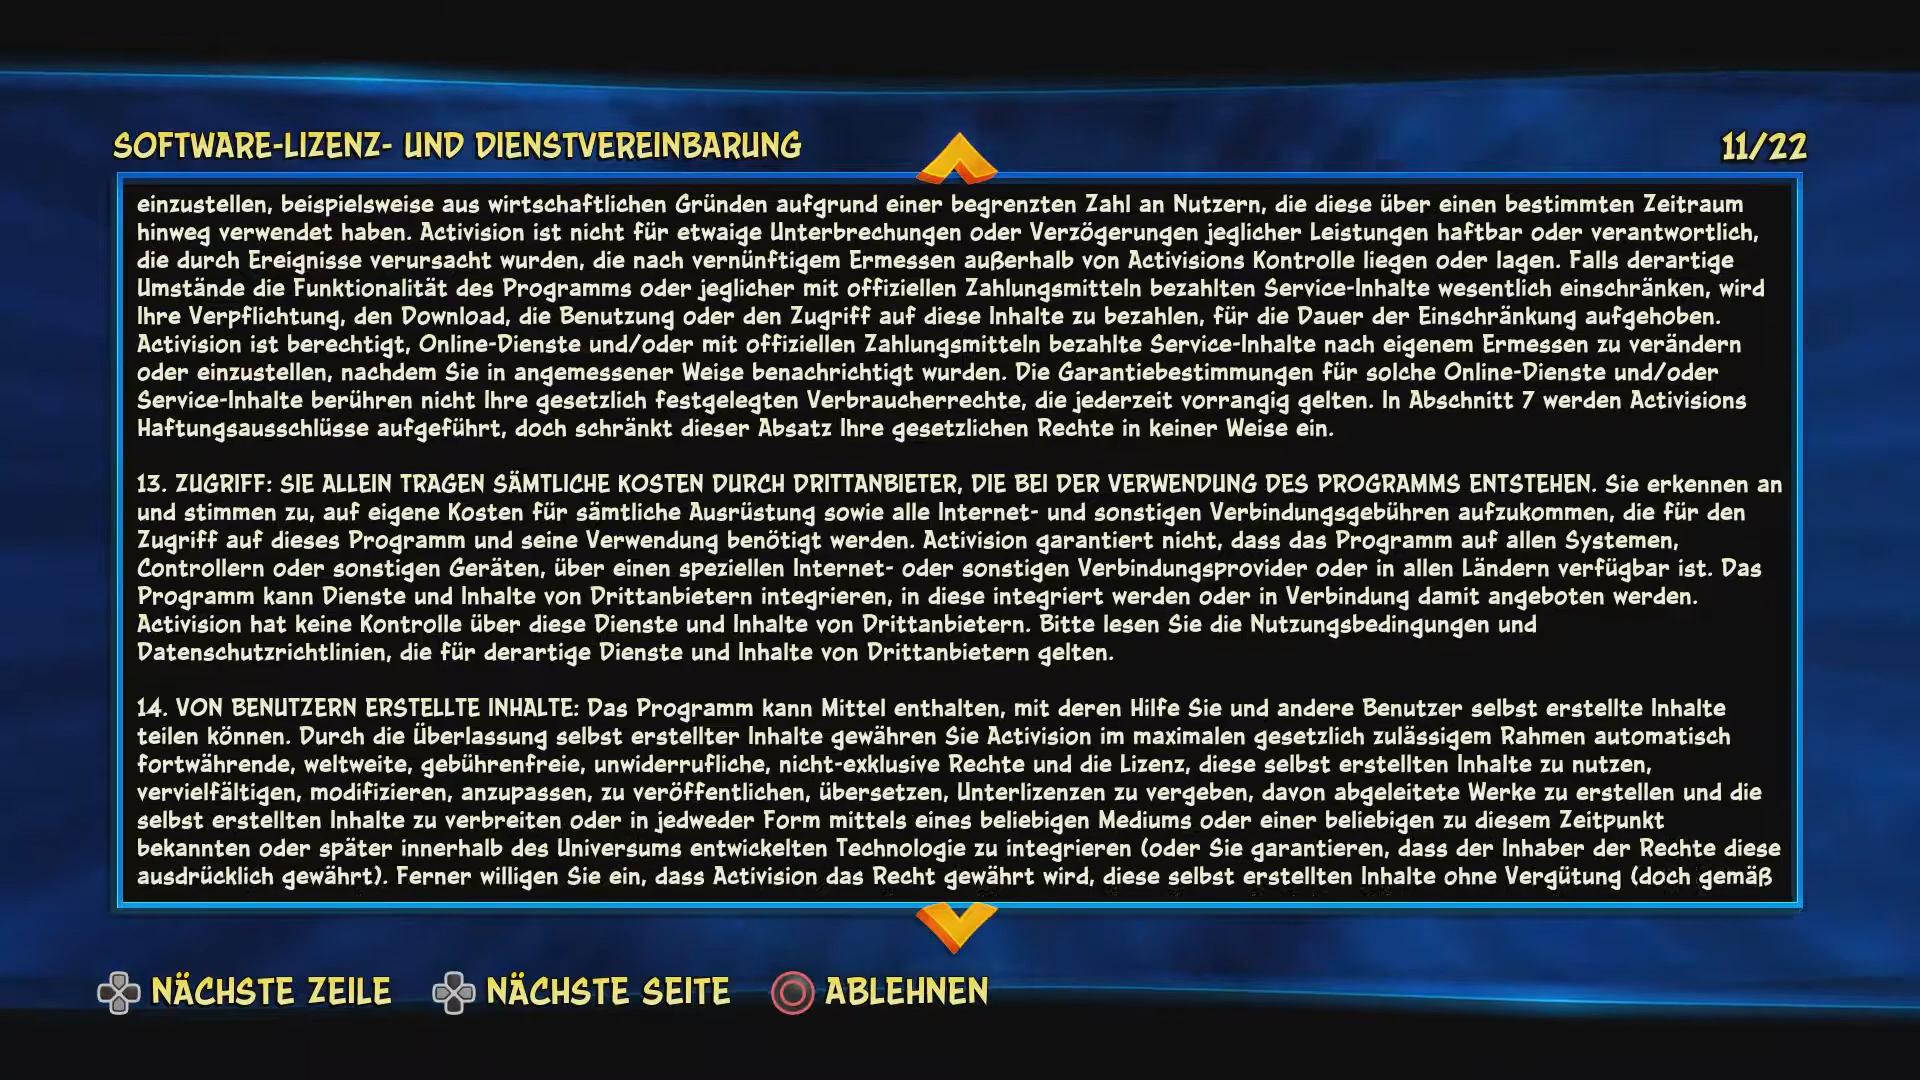 SOFTWARE-LIZENZ- UND DIENSTVEREINBARUNG
11/22
einzustellen, beispielsweise aus wirtschaftlichen Gründen aufgrund einer begrenzten Zahl an Nutzern, die diese über einen bestimmten Zeitraum
hinweg verwendet haben. Activision ist nicht für etwaige Unterbrechungen oder Verzögerungen jeglicher Leistungen haftbar oder verantwortlich,
die durch Ereignisse verursacht wurden, die nach vernünftigem Ermessen außerhalb von Activisions Kontrolle liegen oder lagen. Falls derartige
Umstände die Funktionalität des Programms oder jeglicher mit offiziellen Zahlungsmitteln bezahlten Service-Inhalte wesentlich einschränken, wird
Ihre Verpflichtung, den Download, die Benutzung oder den Zugriff auf diese Inhalte zu bezahlen, für die Dauer der Einschränkung aufgehoben.
Activision ist berechtigt, Online-Dienste und/oder mit offiziellen Zahlungsmitteln bezahlte Service-Inhalte nach eigenem Ermessen zu verändern
oder einzustellen, nachdem Sie in angemessener Weise benachrichtigt wurden. Die Garantiebestimmungen für solche Online-Dienste und/oder
Service-Inhalte berühren nicht Ihre gesetzlich festgelegten Verbraucherrechte, die jederzeit vorrangig gelten. In Abschnitt 7 werden Activisions
Haftungsausschlüsse aufgeführt, doch schränkt dieser Absatz Ihre gesetzlichen Rechte in keiner Weise ein.
13. ZUGRIFF: SIE ALLEIN TRAGEN SÄMTLICHE KOSTEN DURCH DRITTANBIETER, DIE BEI DER VERWENDUNG DES PROGRAMMS ENTSTEHEN. Sie erkennen an
und stimmen zu, auf eigene Kosten für sämtliche Ausrüstung sowie alle Internet- und sonstigen Verbindungsgebühren aufzukommen, die für den
Zugriff auf dieses Programm und seine Verwendung benötigt werden. Activision garantiert nicht, dass das Programm auf allen Systemen,
Controllern oder sonstigen Geräten, über einen speziellen Internet- oder sonstigen Verbindungsprovider oder in allen Ländern verfügbar ist. Das
Programm kann Dienste und Inhalte von Drittanbietern integrieren, in diese integriert werden oder in Verbindung damit angeboten werden.
Activision hat keine Kontrolle über diese Dienste und Inhalte von Drittanbietern. Bitte lesen Sie die Nutzungsbedingungen und
Datenschutzrichtlinien, die für derartige Dienste und Inhalte von Drittanbietern gelten.
14. VON BENUTZERN ERSTELLTE INHALTE: Das Programm kann Mittel enthalten, mit deren Hilfe Sie und andere Benutzer selbst erstellte Inhalte
teilen können. Durch die Überlassung selbst erstellter Inhalte gewähren Sie Activision im maximalen gesetzlich zulässigem Rahmen automatisch
fortwährende, weltweite, gebührenfreie, unwiderrufliche, nicht-exklusive Rechte und die Lizenz, diese selbst erstellten Inhalte zu nutzen,
vervielfältigen, modifizieren, anzupassen, zu veröffentlichen, übersetzen, Unterlizenzen zu vergeben, davon abgeleitete Werke zu erstellen und die
selbst erstellten Inhalte zu verbreiten oder in jedweder Form mittels eines beliebigen Mediums oder einer beliebigen zu diesem Zeitpunkt
bekannten oder später innerhalb des Universums entwickelten Technologie zu integrieren (oder Sie garantieren, dass der Inhaber der Rechte diese
ausdrücklich gewährt). Ferner willigen Sie ein, dass Activision das Recht gewährt wird, diese selbst erstellten Inhalte ohne Vergütung (doch gemäß
NÄCHSTE ZEILE NÄCHSTE SEITE ABLEHNEN